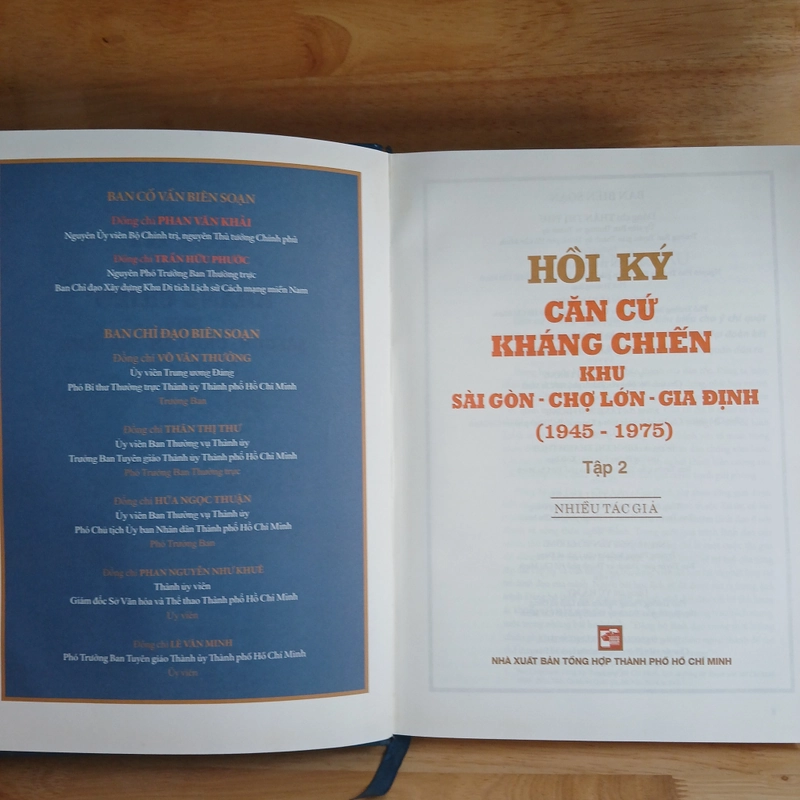 BAN CỐ VẤN BIÊN SOẠN
Đồng chí PHAN VĂN KHẢI
Nguyên Ủy viên Bộ Chính trị, nguyên Thủ tướng Chính phủ
Đồng chí TRẦN HỮU PHƯỚC
Nguyên Phó Trưởng Ban Thường trực
Ban Chỉ đạo Xây dựng Khu Di tích Lịch sử Cách mạng miền Nam
BAN CHỈ ĐẠO BIÊN SOẠN
Đồng chí VÕ VĂN THƯỞNG
Ủy viên Trung ương Đảng
Phó Bí thư Thường trực Thành ủy Thành phố Hồ Chí Minh
Trưởng Ban
Đồng chí THÂN THỊ THƯ
Ủy viên Ban Thường vụ Thành ủy
Trưởng Ban Tuyên giáo Thành ủy Thành phố Hồ Chí Minh
Phó Trưởng Ban Thường trực
Đồng chí HỨA NGỌC THUẬN
Ủy viên Ban Thường vụ Thành ủy
Phó Chủ tịch Ủy ban Nhân dân Thành phố Hồ Chí Minh
Phó Trưởng Ban
Đồng chí PHAN NGUYỄN NHƯ KHUÊ
Thành ủy viên
Giám đốc Sở Văn hóa và Thể thao Thành phố Hồ Chí Minh
Ủy viên
Đồng chí LÊ VĂN MINH
Phó Trưởng Ban Tuyên giáo Thành ủy Thành phố Hồ Chí Minh
Ủy viên
HỒI KÝ
CĂN CỨ
KHÁNG CHIẾN
KHU
SÀI GÒN - CHỢ LỚN - GIA ĐỊNH
(1945 - 1975)
Tập 2
NHIỀU TÁC GIẢ
NHÀ XUẤT BẢN TỔNG HỢP THÀNH PHỐ HỒ CHÍ MINH